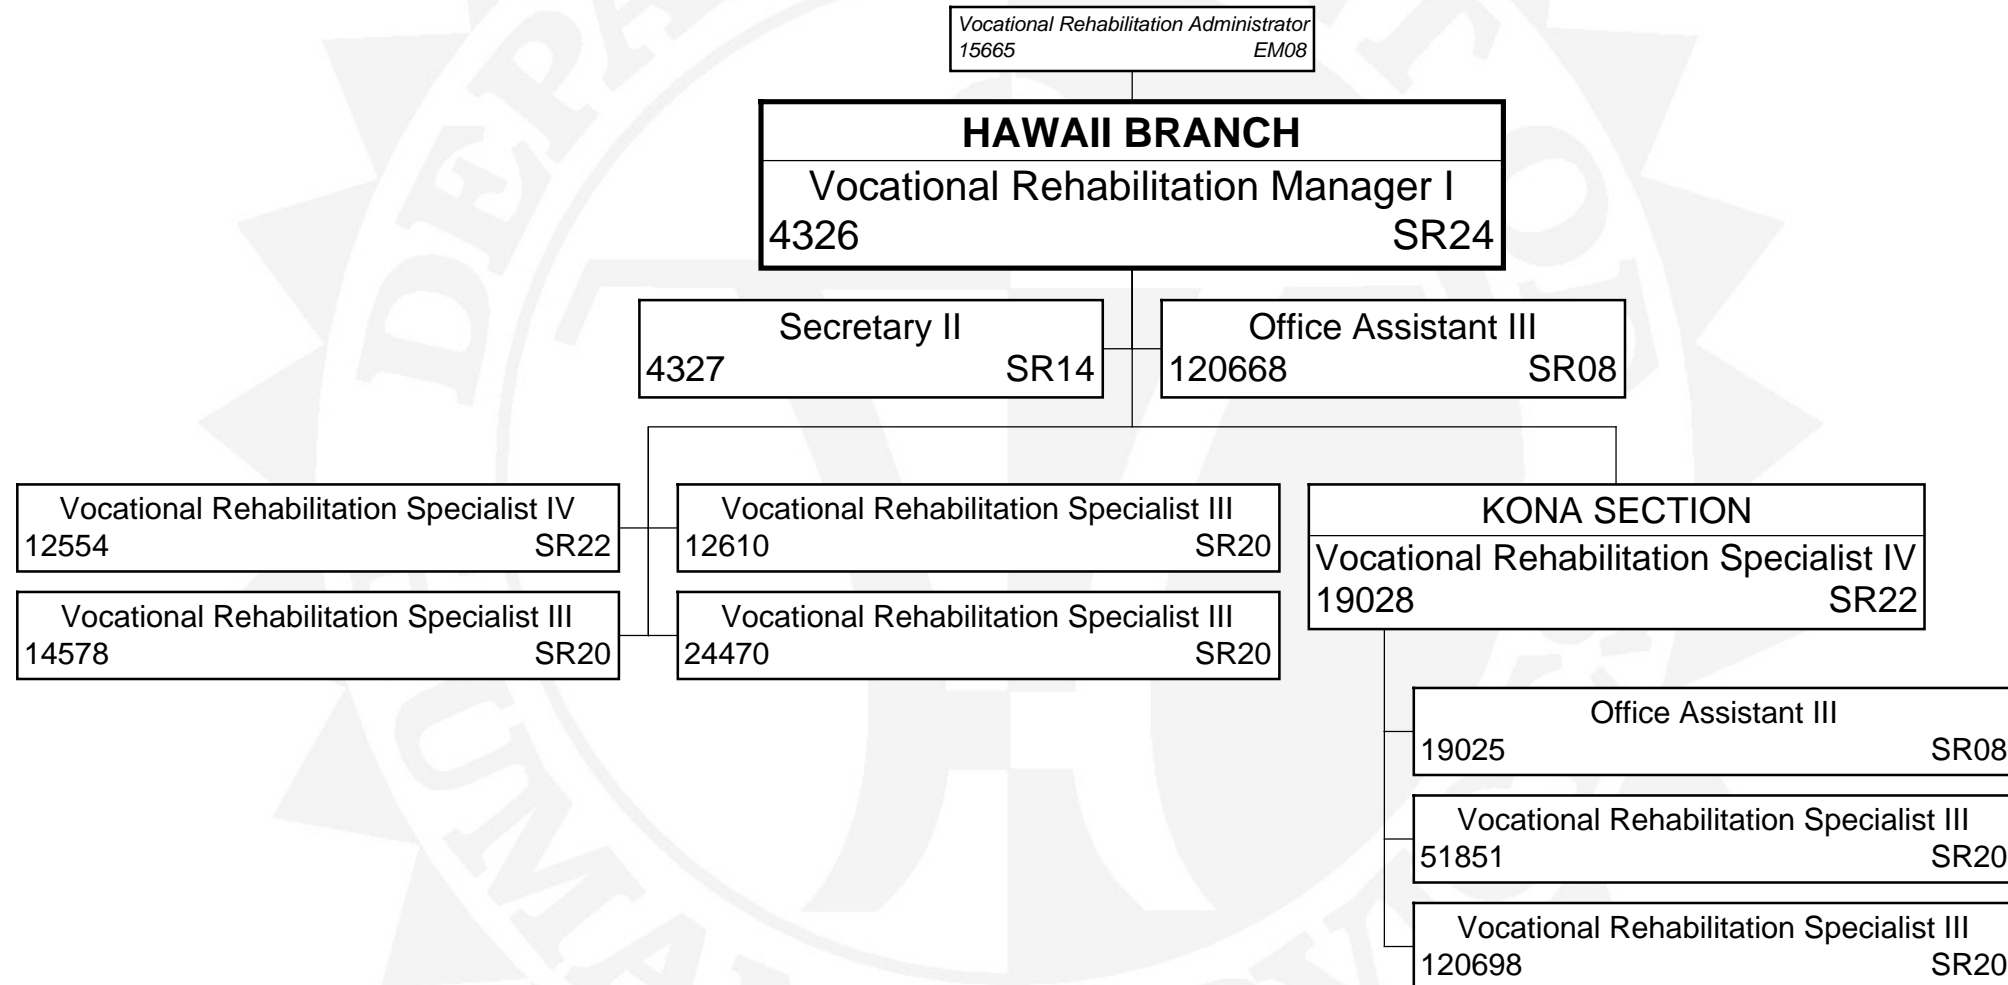 Vocational Rehabilitation Administrator
15665 EM08
HAWAII BRANCH
Vocational Rehabilitation Manager I
4326 SR24
Secretary II
4327 SR14
Office Assistant III
120668 SR08
Vocational Rehabilitation Specialist IV
12554 SR22
Vocational Rehabilitation Specialist III
12610 SR20
Vocational Rehabilitation Specialist III
14578 SR20
Vocational Rehabilitation Specialist III
24470 SR20
KONA SECTION
Vocational Rehabilitation Specialist IV
19028 SR22
Office Assistant III
19025 SR08
Vocational Rehabilitation Specialist III
51851 SR20
Vocational Rehabilitation Specialist III
120698 SR20